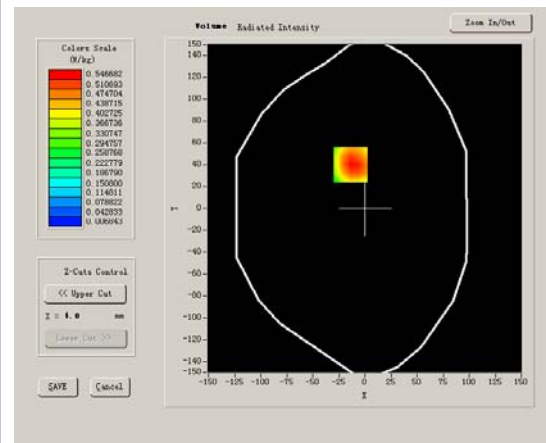 Volume Radiated Intensity
Zoom In/Out
Colors Scale
(W/kg)
0.546682
0.510693
0.474704
0.438715
0.402725
0.366736
0.330747
0.294757
0.258768
0.222779
0.186790
0.150800
0.114811
0.078822
0.042833
0.006843
Z-Cuts Control
<< Upper Cut
Z = 4.0 mm
Lower Cut >>
SAVE
Cancel
150
140
120
100
80
60
40
20
0
-20
-40
-60
-80
-100
-120
-140
-150
Y
-150 -125 -100 -75 -50 -25 0 25 50 75 100 125 150
X